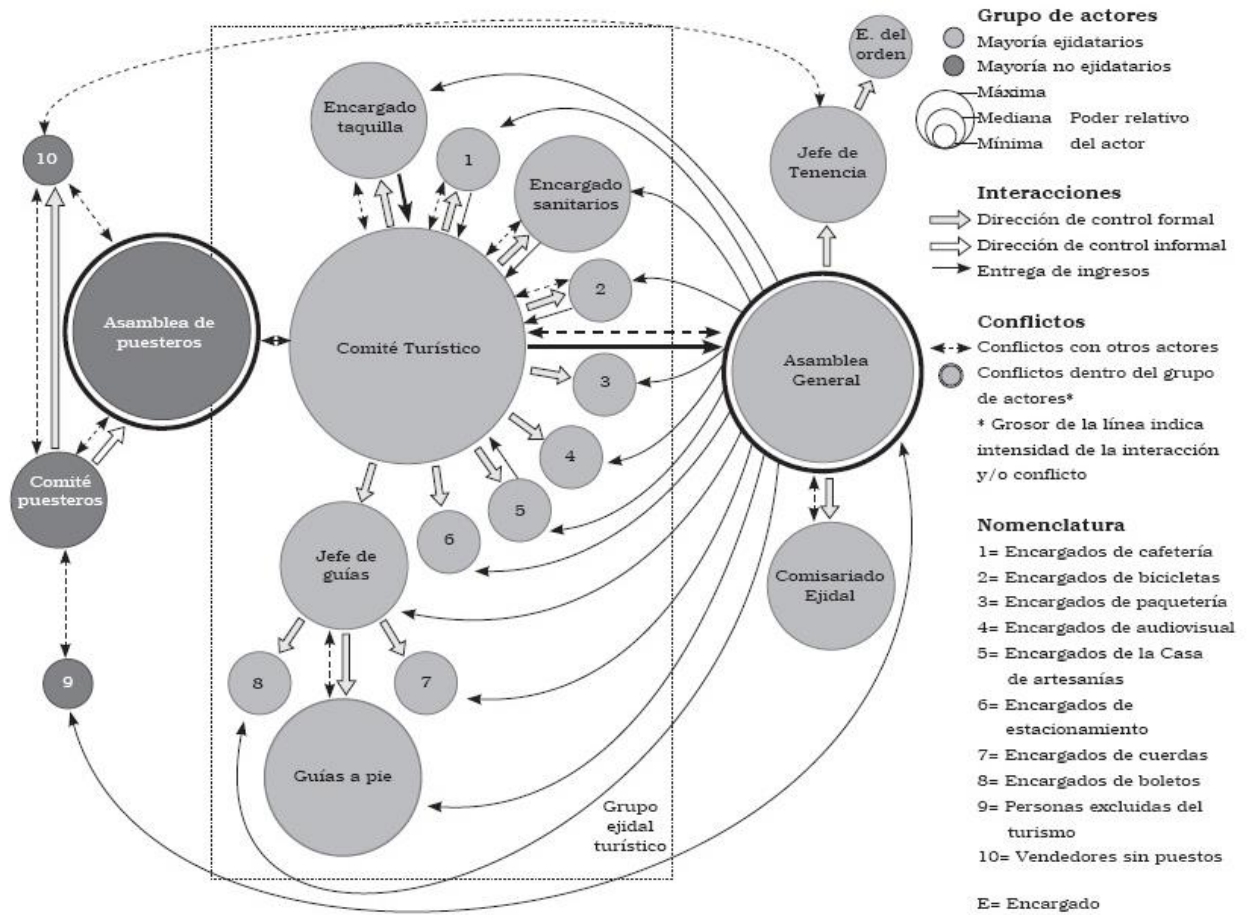 E. del
orden
Encargado
taquilla
10
1
Jefe de
Tenencia
Encargado
sanitarios
2
Asamblea de
puesteros
Comité Turístico
Asamblea
General
3
4
Comité
puesteros
5
6
Jefe de
guías
Comisariado
Ejidal
9
8
7
Guías a pie
Grupo
ejidal
turístico
Grupo de actores
Mayoría ejidatarios
Mayoría no ejidatarios
Máxima
Mediana Poder relativo
Mínima del actor
Interacciones
Dirección de control formal
Dirección de control informal
Entrega de ingresos
Conflictos
Conflictos con otros actores
Conflictos dentro del grupo
de actores*
* Grosor de la línea indica
intensidad de la interacción
y/o conflicto
Nomenclatura
1= Encargados de cafetería
2= Encargados de bicicletas
3= Encargados de paquetería
4= Encargados de audiovisual
5= Encargados de la Casa
de artesanías
6= Encargados de
estacionamiento
7= Encargados de cuerdas
8= Encargados de boletos
9= Personas excluidas del
turismo
10= Vendedores sin puestos
E= Encargado